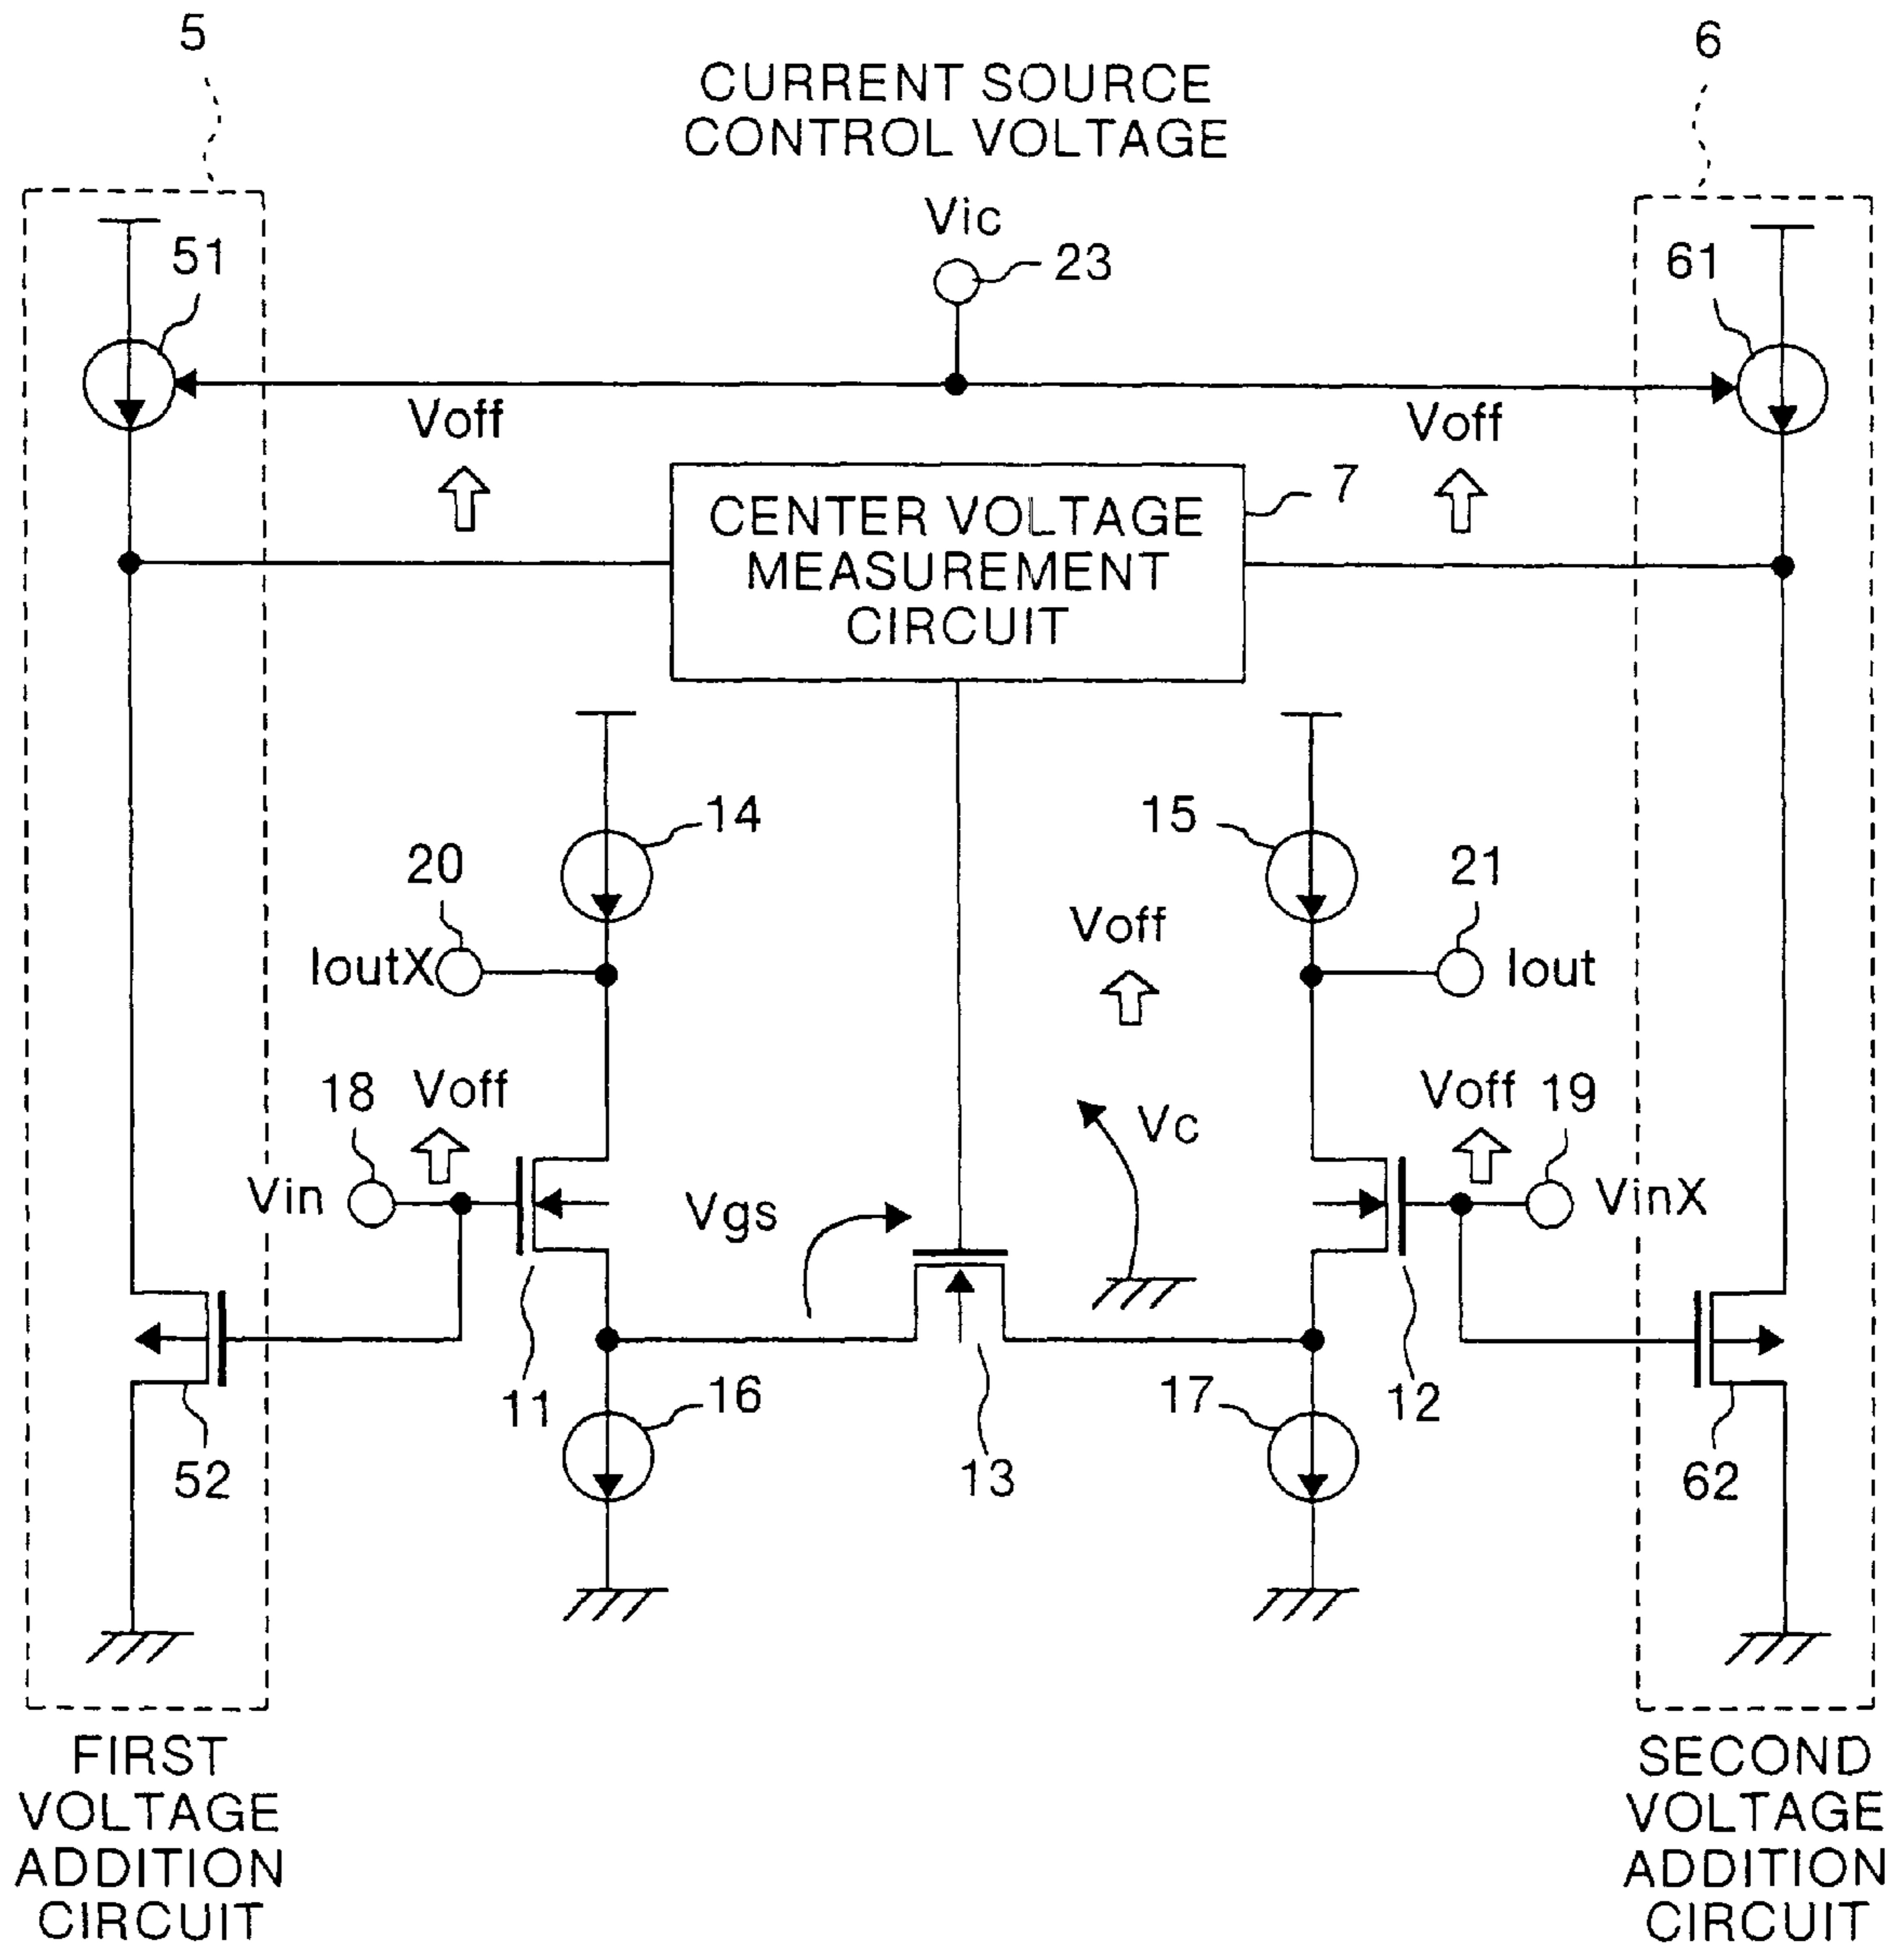 5
6
CURRENT SOURCE
CONTROL VOLTAGE
Vic
23
51
61
Voff
Voff
7
CENTER VOLTAGE
MEASUREMENT
CIRCUIT
14
15
20
21
Voff
IoutX
Iout
18
Voff
Vc
Voff
19
Vin
Vgs
VinX
11
16
17
12
52
13
62
FIRST
VOLTAGE
ADDITION
CIRCUIT
SECOND
VOLTAGE
ADDITION
CIRCUIT